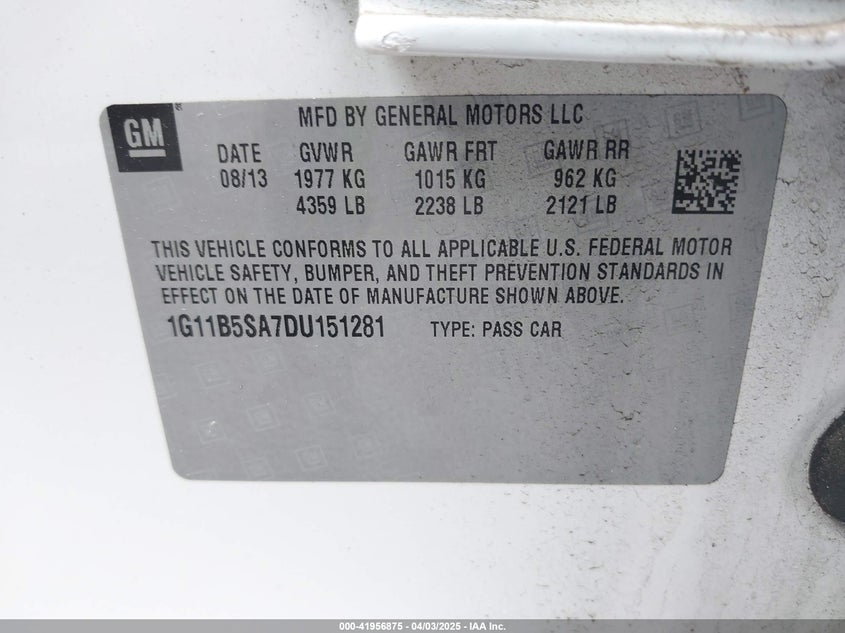 GM
MFD BY GENERAL MOTORS LLC
DATE GVWR GAWR FRT GAWR RR
08/13 1977 KG 1015 KG 962 KG
4359 LB 2238 LB 2121 LB
THIS VEHICLE CONFORMS TO ALL APPLICABLE U.S. FEDERAL MOTOR
VEHICLE SAFETY, BUMPER, AND THEFT PREVENTION STANDARDS IN
EFFECT ON THE DATE OF MANUFACTURE SHOWN ABOVE.
1G11B5SA7DU151281 TYPE: PASS CAR
000-41956875 - 04/03/2025 - IAA Inc.